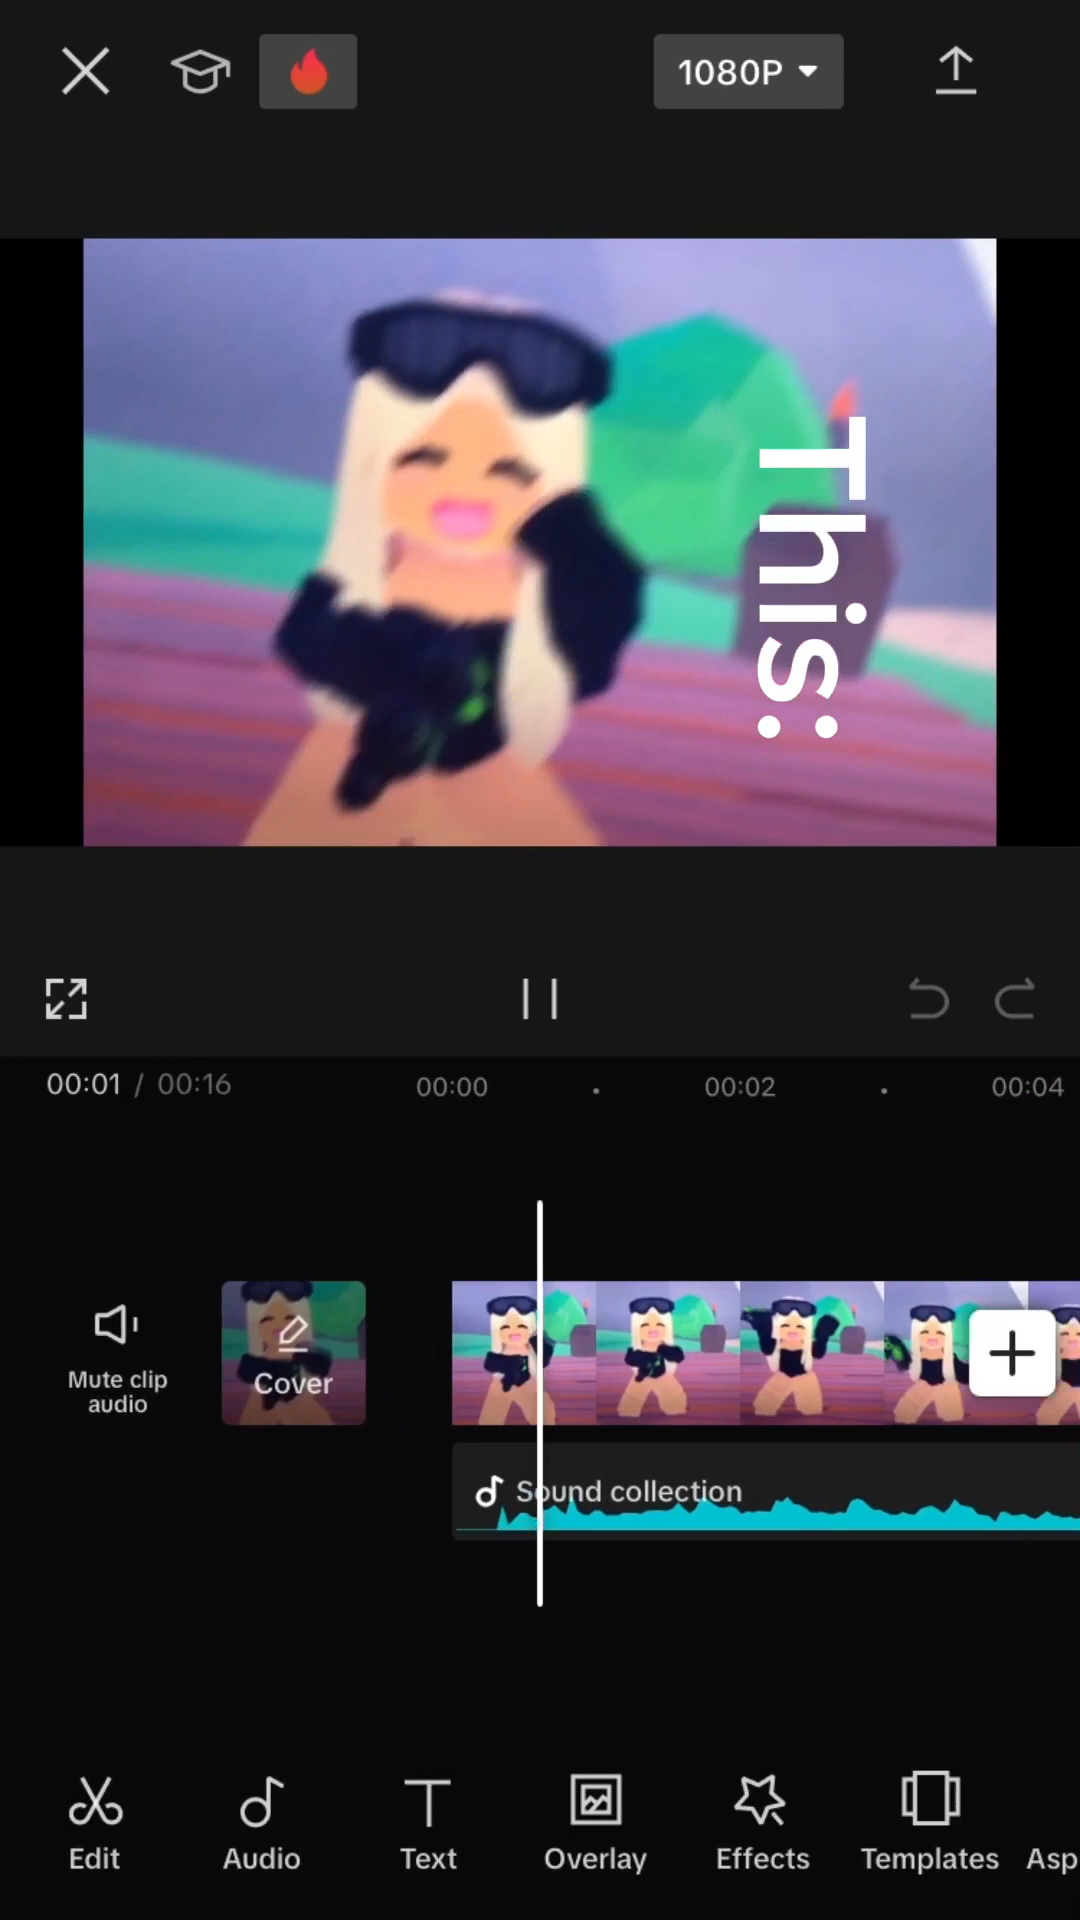 1080P
This:
00:01 / 00:16
00:00
00:02
00:04
Mute clip
audio
Cover
Sound collection
Edit
Audio
Text
Overlay
Effects
Templates
Asp